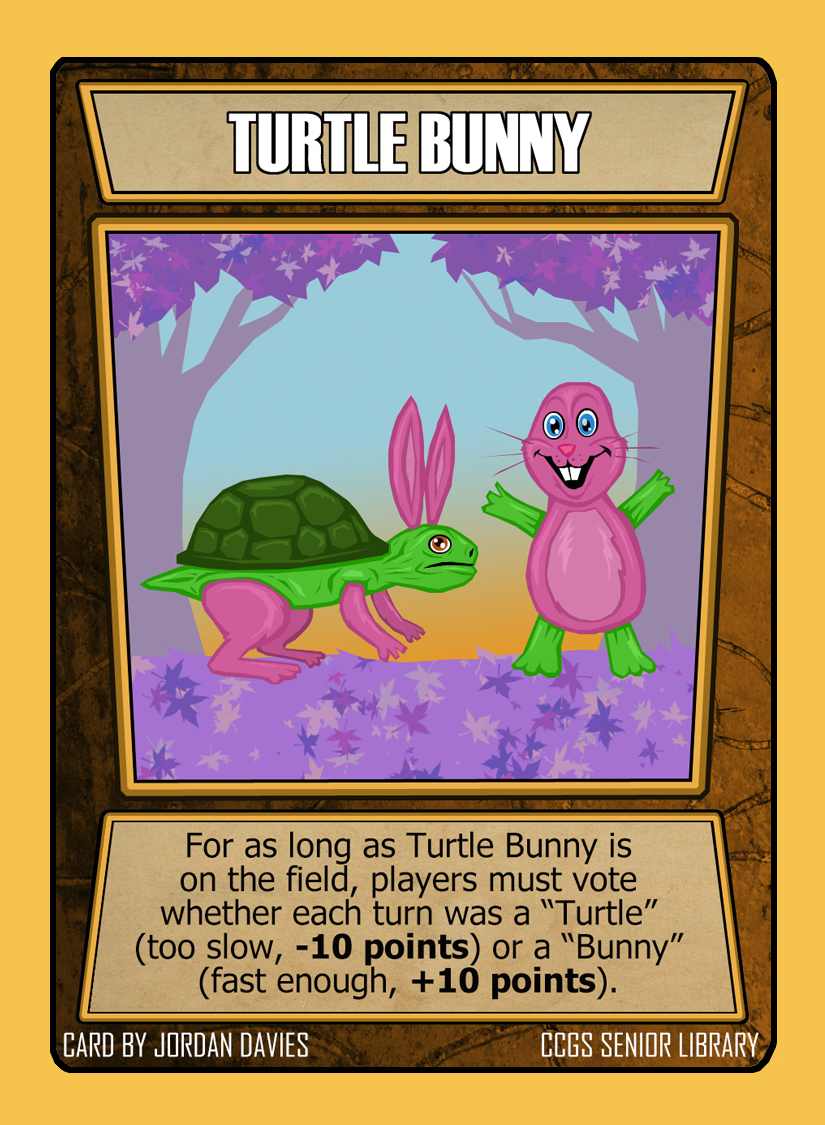 TURTLE BUNNY
For as long as Turtle Bunny is
on the field, players must vote
whether each turn was a “Turtle”
(too slow, -10 points) or a “Bunny”
(fast enough, +10 points).
CARD BY JORDAN DAVIES
CCGS SENIOR LIBRARY